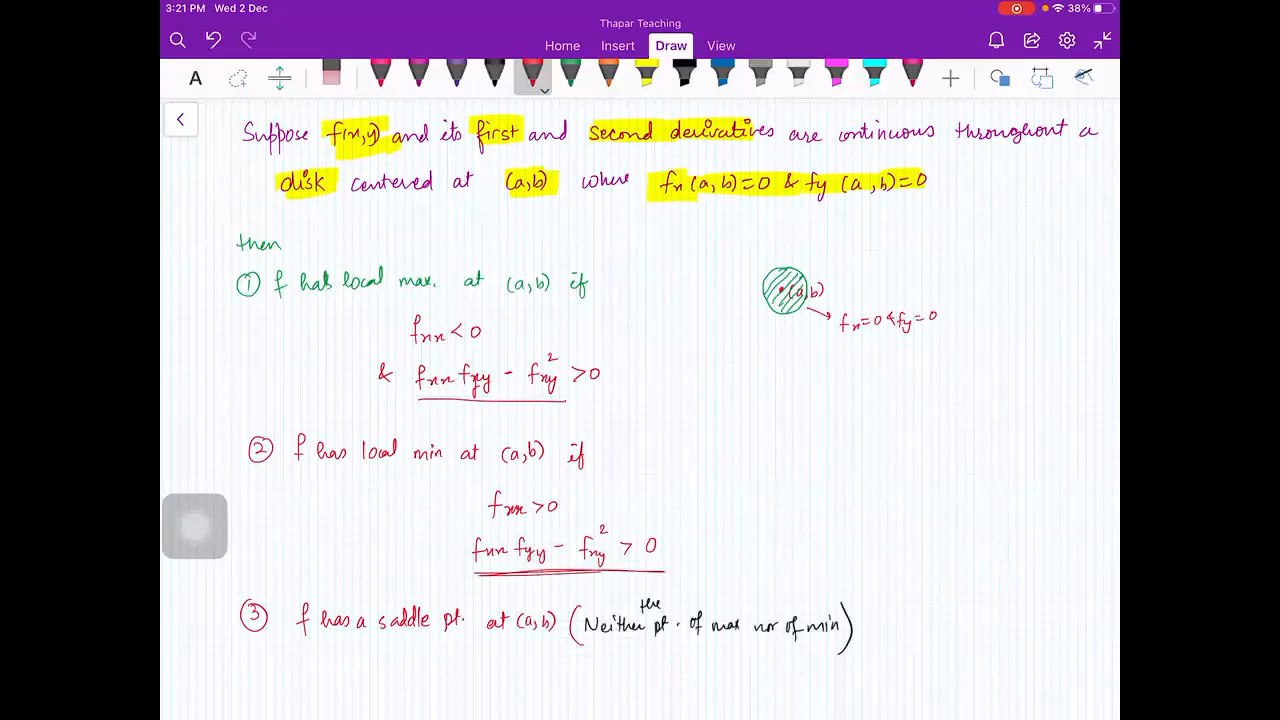 3:21 PM Wed 2 Dec
38%
Thapar Teaching
Home Insert Draw View
A
Suppose f(x,y) and its first and second derivatives are continuous throughout a
disk centered at (a,b) where fx(a,b)=0 & fy (a,b)=0
then
① f has local max. at (a,b) if
(a,b)
fx=0 & fy=0
fxx < 0
& fxx fyy - fxy² > 0
② f has local min at (a,b) if
fxx > 0
fxx fyy - fxy² > 0
③ f has a saddle pt. at (a,b) (Neither the pt. of max nor of min)